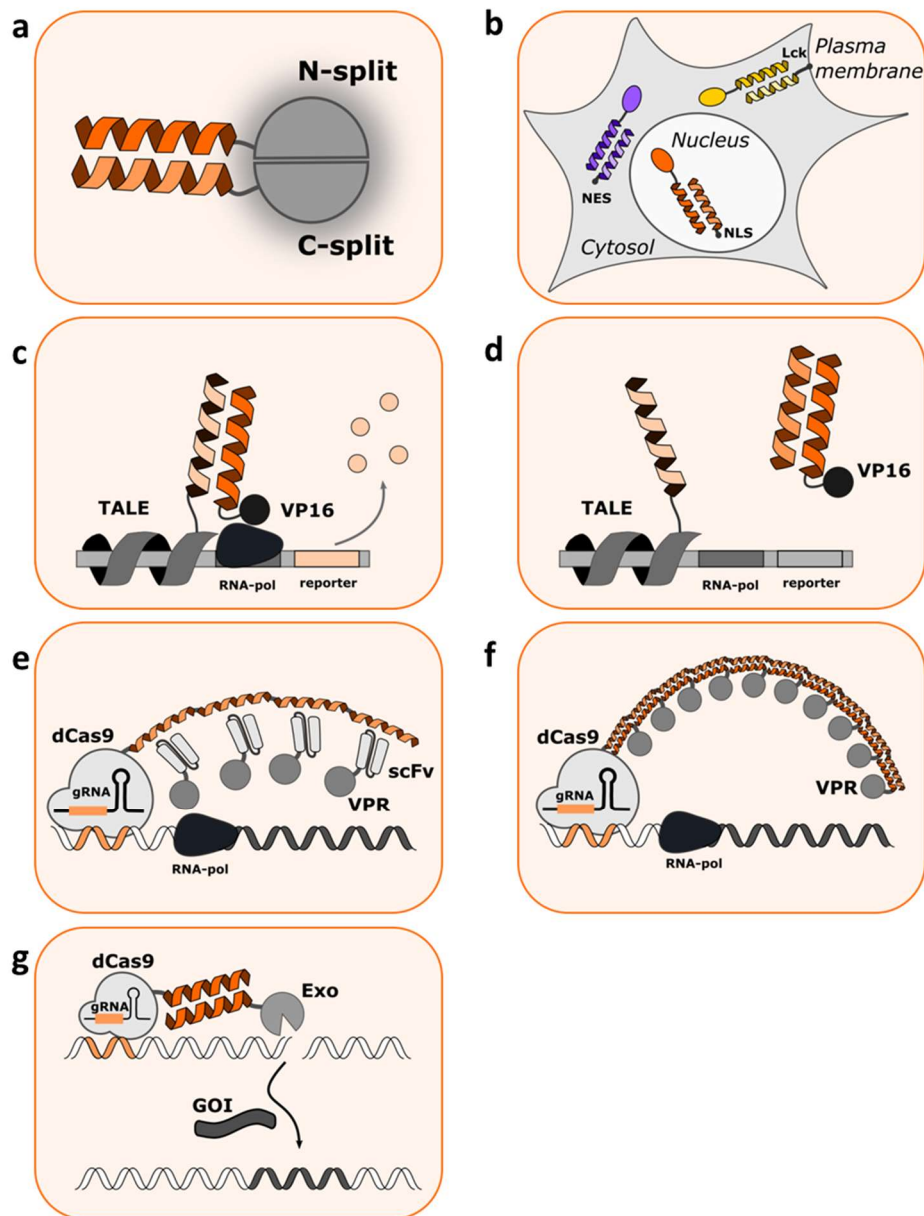 a
N-split
C-split
b
Lck
Plasma
membrane
Nucleus
NES
NLS
Cytosol
c
TALE
VP16
RNA-pol
reporter
d
VP16
TALE
RNA-pol
reporter
e
dCas9
gRNA
scFv
VPR
RNA-pol
f
dCas9
gRNA
VPR
RNA-pol
g
dCas9
gRNA
Exo
GOI